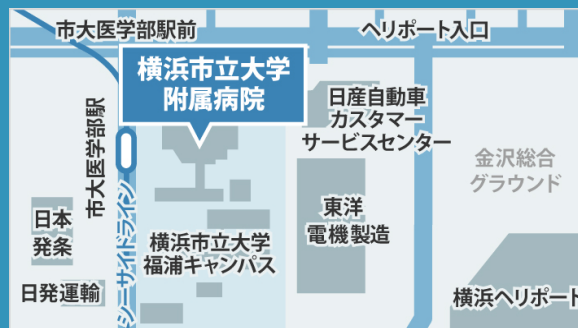 市大医学部駅前
ヘリポート入口
横浜市立大学
附属病院
日産自動車
カスタマー
サービスセンター
市大医学部駅
金沢総合
グラウンド
日本
発条
東洋
電機製造
横浜市立大学
福浦キャンパス
シーサイドライン
日発運輸
横浜ヘリポート